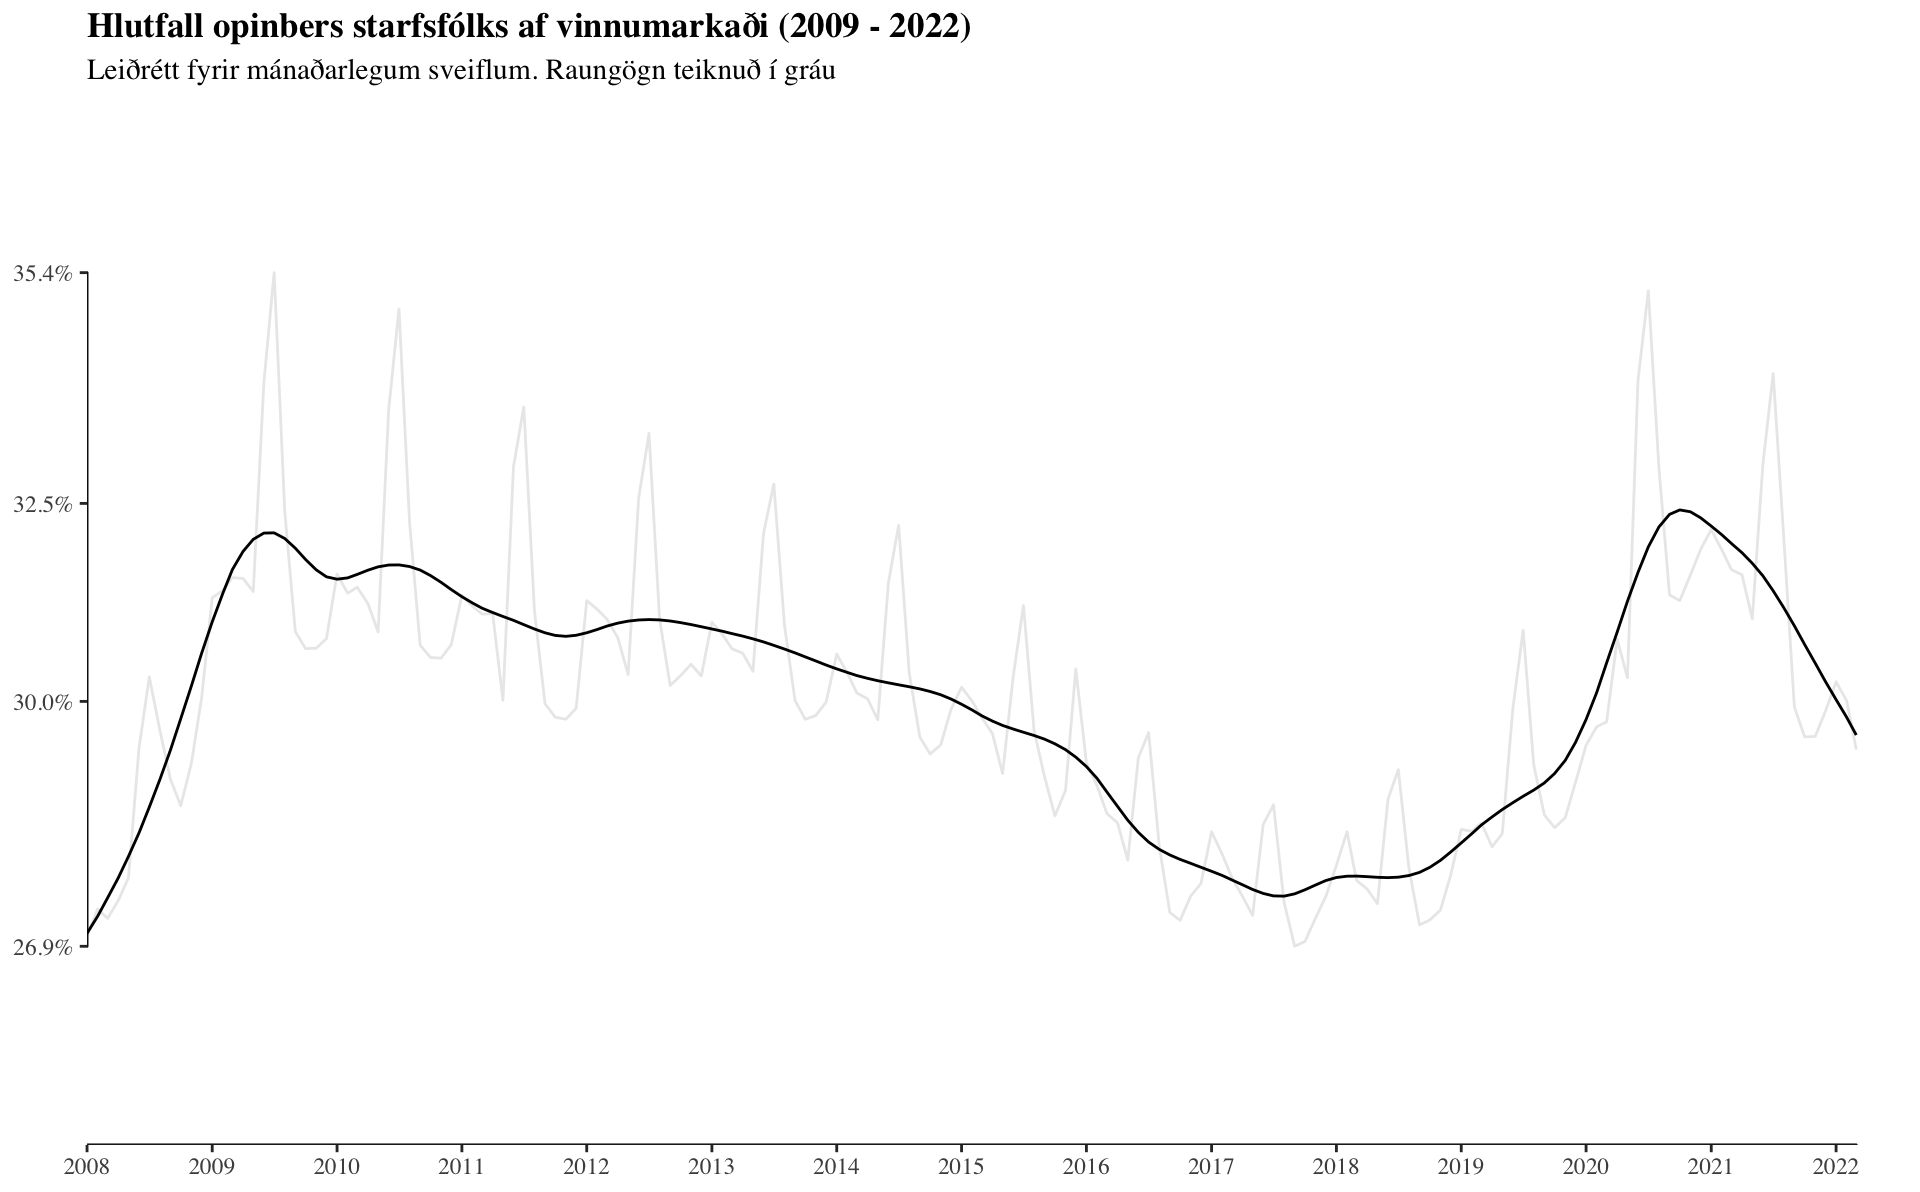 Hlutfall opinbers starfsfólks af vinnumarkaði (2009 - 2022)
Leiðrétt fyrir mánaðarlegum sveiflum. Raungögn teiknuð í gráu
35.4%
32.5%
30.0%
26.9%
2008 2009 2010 2011 2012 2013 2014 2015 2016 2017 2018 2019 2020 2021 2022